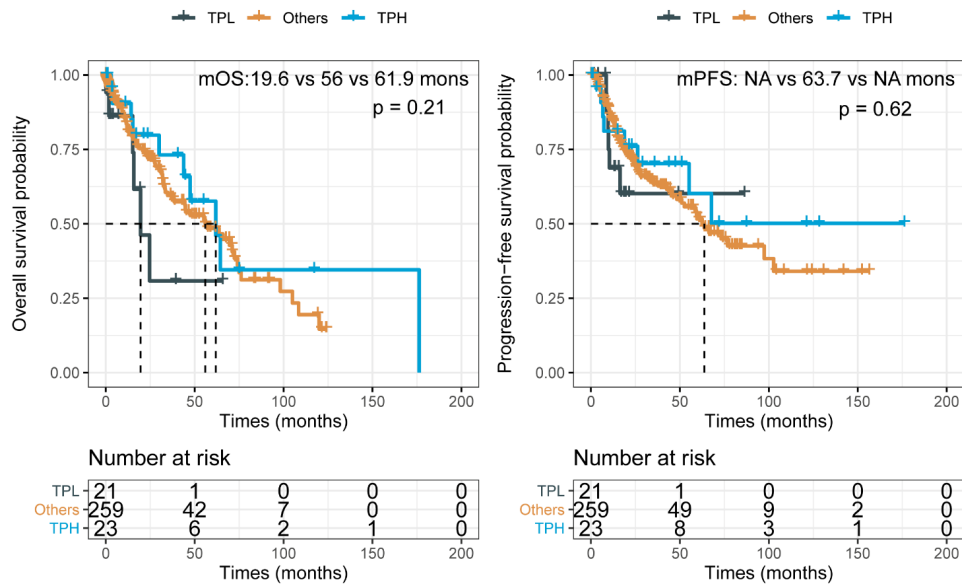 TPL Others TPH
Overall survival probability
1.00
0.75
0.50
0.25
0.00
mOS:19.6 vs 56 vs 61.9 mons
p = 0.21
0 50 100 150 200
Times (months)
Number at risk
TPL 21 1 0 0 0
Others 259 42 7 0 0
TPH 23 6 2 1 0
0 50 100 150 200
Times (months)
TPL Others TPH
Progression−free survival probability
1.00
0.75
0.50
0.25
0.00
mPFS: NA vs 63.7 vs NA mons
p = 0.62
0 50 100 150 200
Times (months)
Number at risk
TPL 21 1 0 0 0
Others 259 49 9 2 0
TPH 23 8 3 1 0
0 50 100 150 200
Times (months)